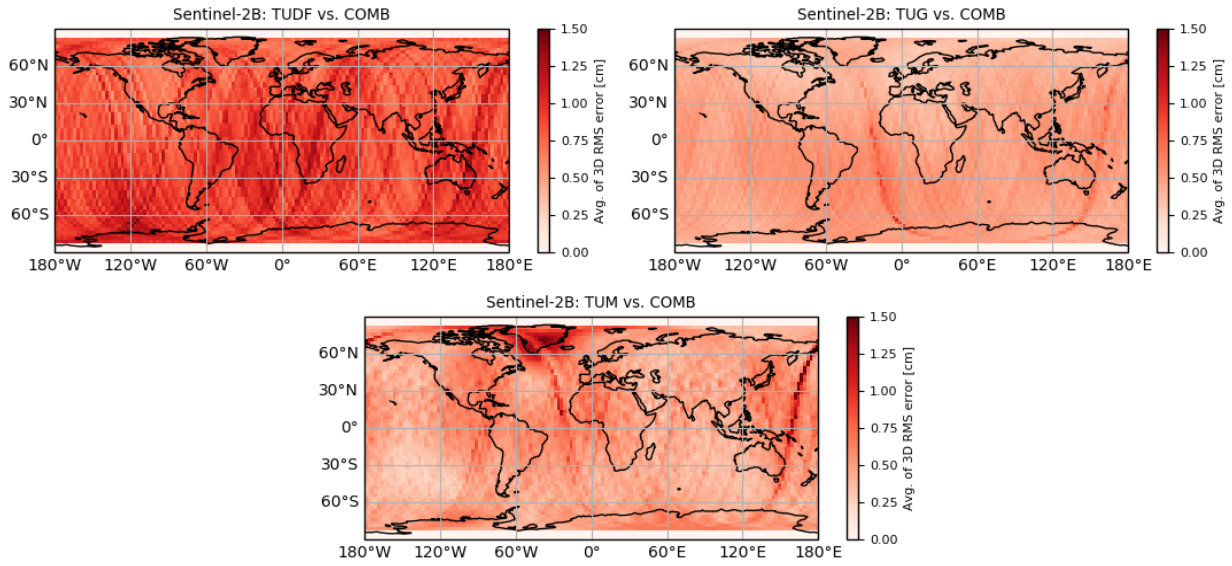 Sentinel-2B: TUDF vs. COMB
60°N
30°N
0°
30°S
60°S
180°W 120°W 60°W 0° 60°E 120°E 180°E
1.50
1.25
1.00
0.75
0.50
0.25
0.00
Avg. of 3D RMS error [cm]
Sentinel-2B: TUG vs. COMB
60°N
30°N
0°
30°S
60°S
180°W 120°W 60°W 0° 60°E 120°E 180°E
1.50
1.25
1.00
0.75
0.50
0.25
0.00
Avg. of 3D RMS error [cm]
Sentinel-2B: TUM vs. COMB
60°N
30°N
0°
30°S
60°S
180°W 120°W 60°W 0° 60°E 120°E 180°E
1.50
1.25
1.00
0.75
0.50
0.25
0.00
Avg. of 3D RMS error [cm]